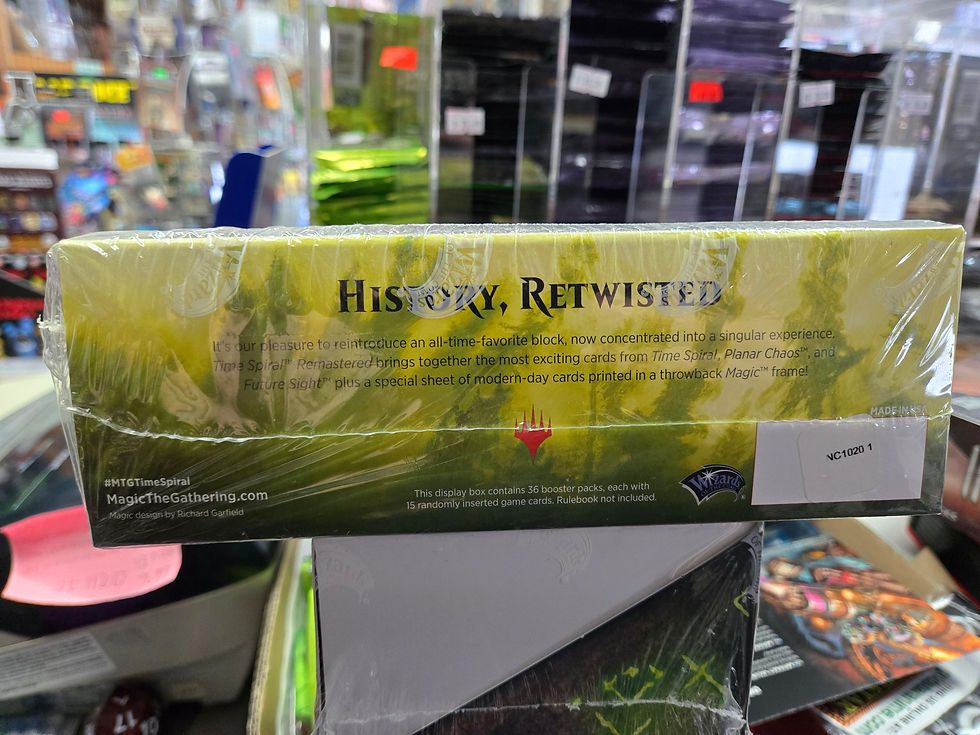 History, Retwisted
It's our pleasure to reintroduce an all-time-favorite block, now concentrated into a singular experience.
Time Spiral™ Remastered brings together the most exciting cards from Time Spiral, Planar Chaos™, and
Future Sight™ plus a special sheet of modern-day cards printed in a throwback Magic™ frame!
MADE IN USA
NC1020 1
#MTGTimeSpiral
MagicTheGathering.com
Magic design by Richard Garfield
This display box contains 36 booster packs, each with
15 randomly inserted game cards. Rulebook not included.
Wizards
17